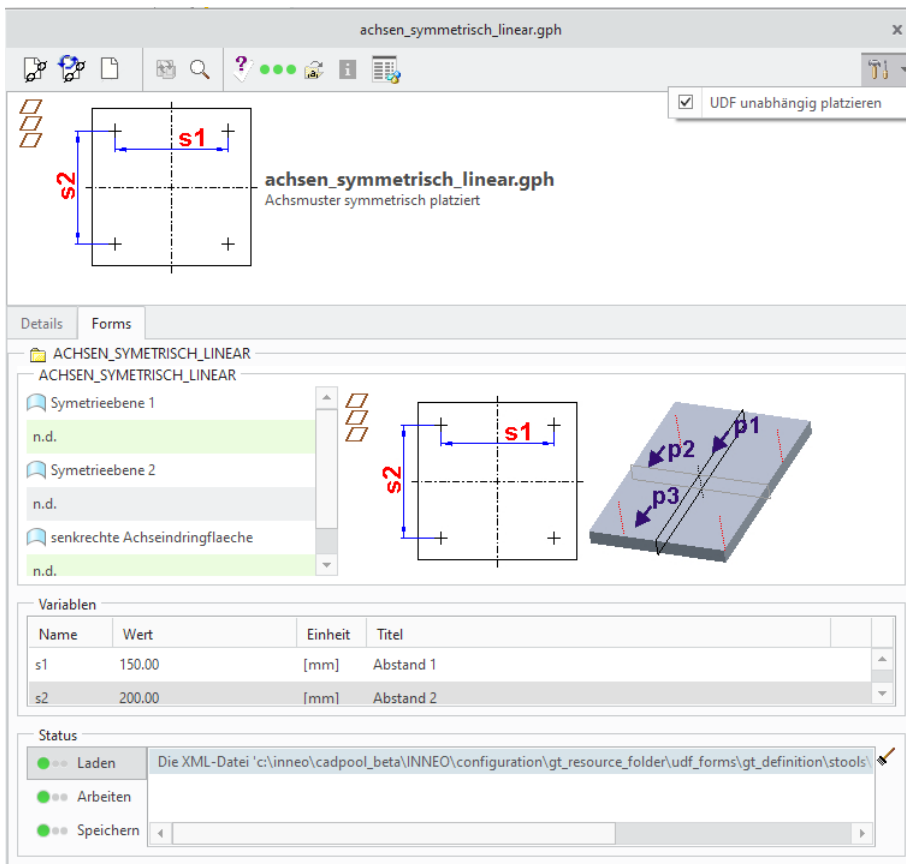 achsen_symmetrisch_linear.gph
UDF unabhängig platzieren
s1
s2
achsen_symmetrisch_linear.gph
Achsmuster symmetrisch platziert
Details Forms
ACHSEN_SYMETRISCH_LINEAR
ACHSEN_SYMETRISCH_LINEAR
Symetrieebene 1
n.d.
Symetrieebene 2
n.d.
senkrechte Achseindringflaeche
n.d.
s1
s2
p1
p2
p3
Variablen
Name Wert Einheit Titel
s1 150.00 [mm] Abstand 1
s2 200.00 [mm] Abstand 2
Status
Laden Die XML-Datei 'c:\inneo\cadpool_beta\INNEO\configuration\gt_resource_folder\udf_forms\gt_definition\stools\
Arbeiten
Speichern